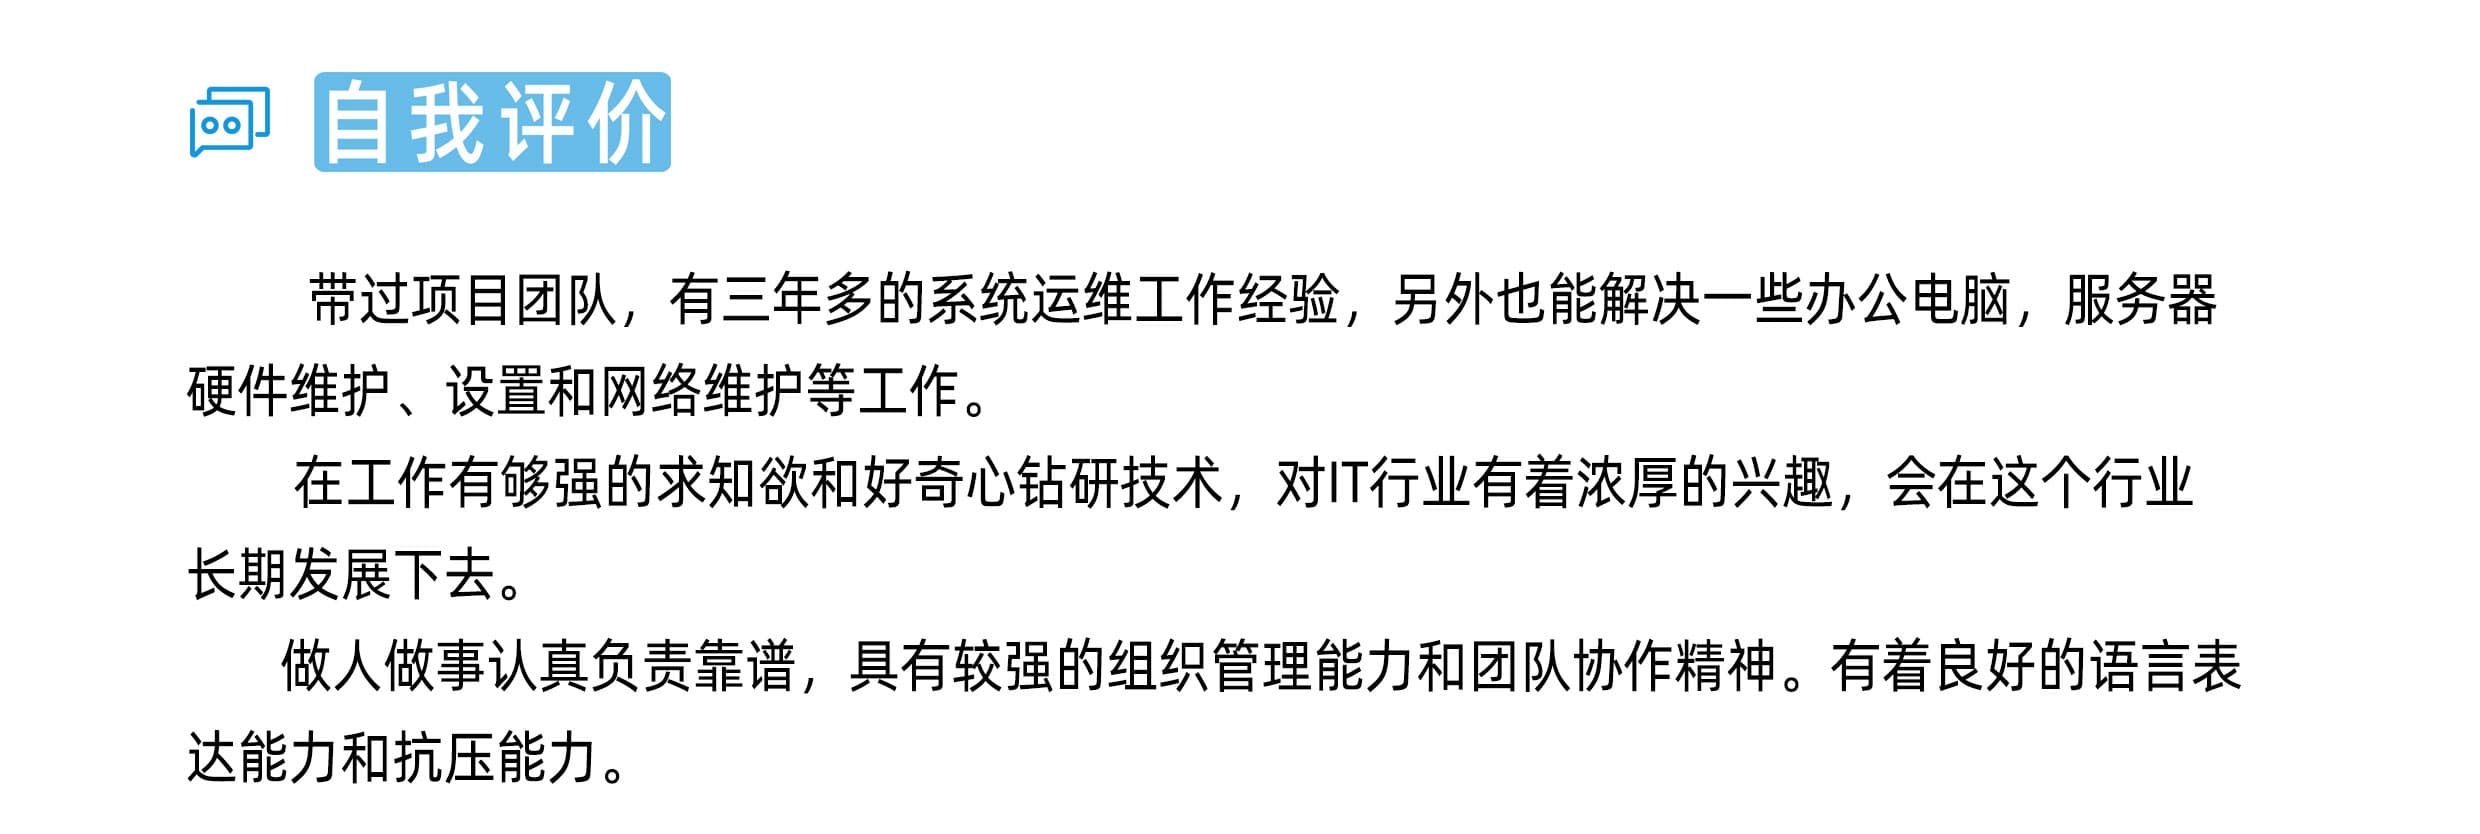 自我评价
带过项目团队，有三年多的系统运维工作经验，另外也能解决一些办公电脑，服务器
硬件维护、设置和网络维护等工作。
在工作有够强的求知欲和好奇心钻研技术，对IT行业有着浓厚的兴趣，会在这个行业
长期发展下去。
做人做事认真负责靠谱，具有较强的组织管理能力和团队协作精神。有着良好的语言表
达能力和抗压能力。